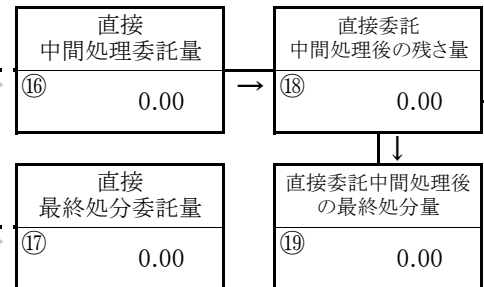 直接
中間処理委託量
⑯
0.00
→
直接委託
中間処理後の残さ量
⑱
0.00
↓
直接
最終処分委託量
⑰
0.00
直接委託中間処理後
の最終処分量
⑲
0.00